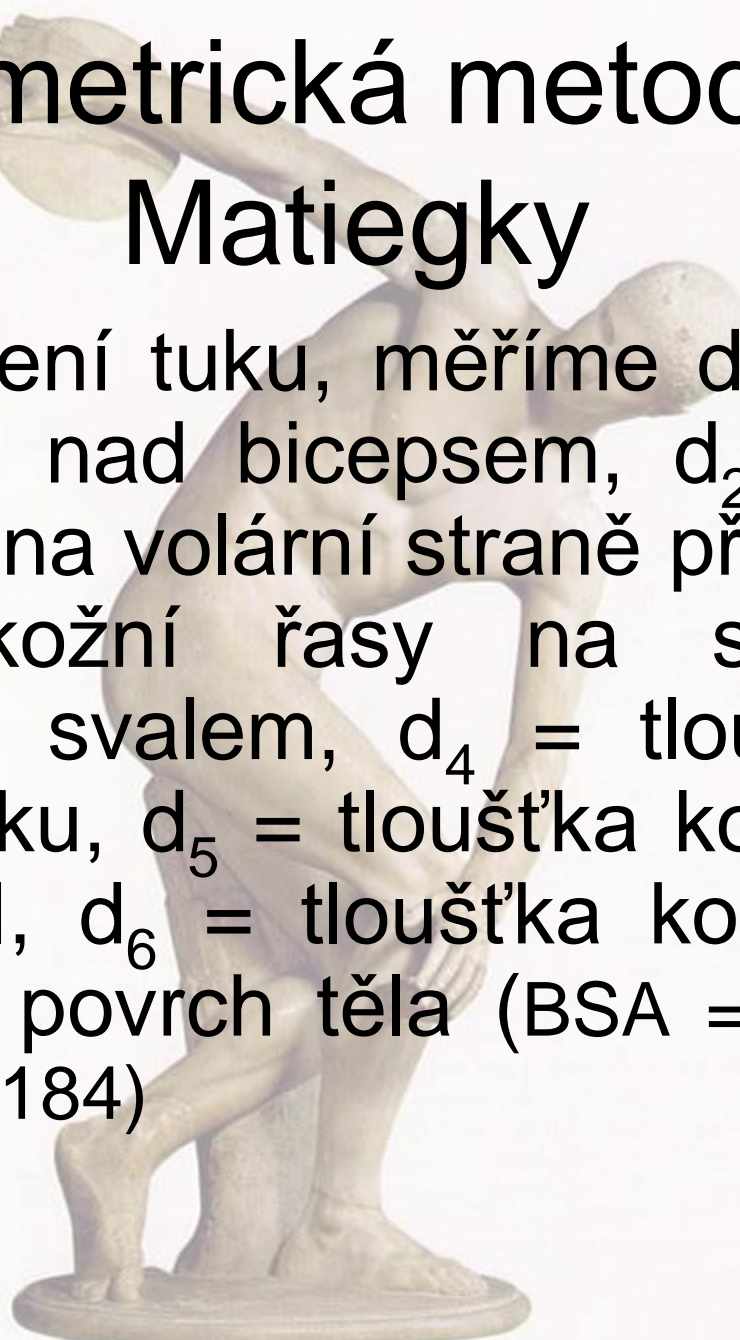 metrická metod
Matiegky
ení tuku, měříme d
nad bicepsem, d₂
na volární straně př
kožní řasy na s
svalem, d₄ = tlou
ku, d₅ = tloušťka ko
, d₆ = tloušťka ko
povrch těla (BSA =
184)